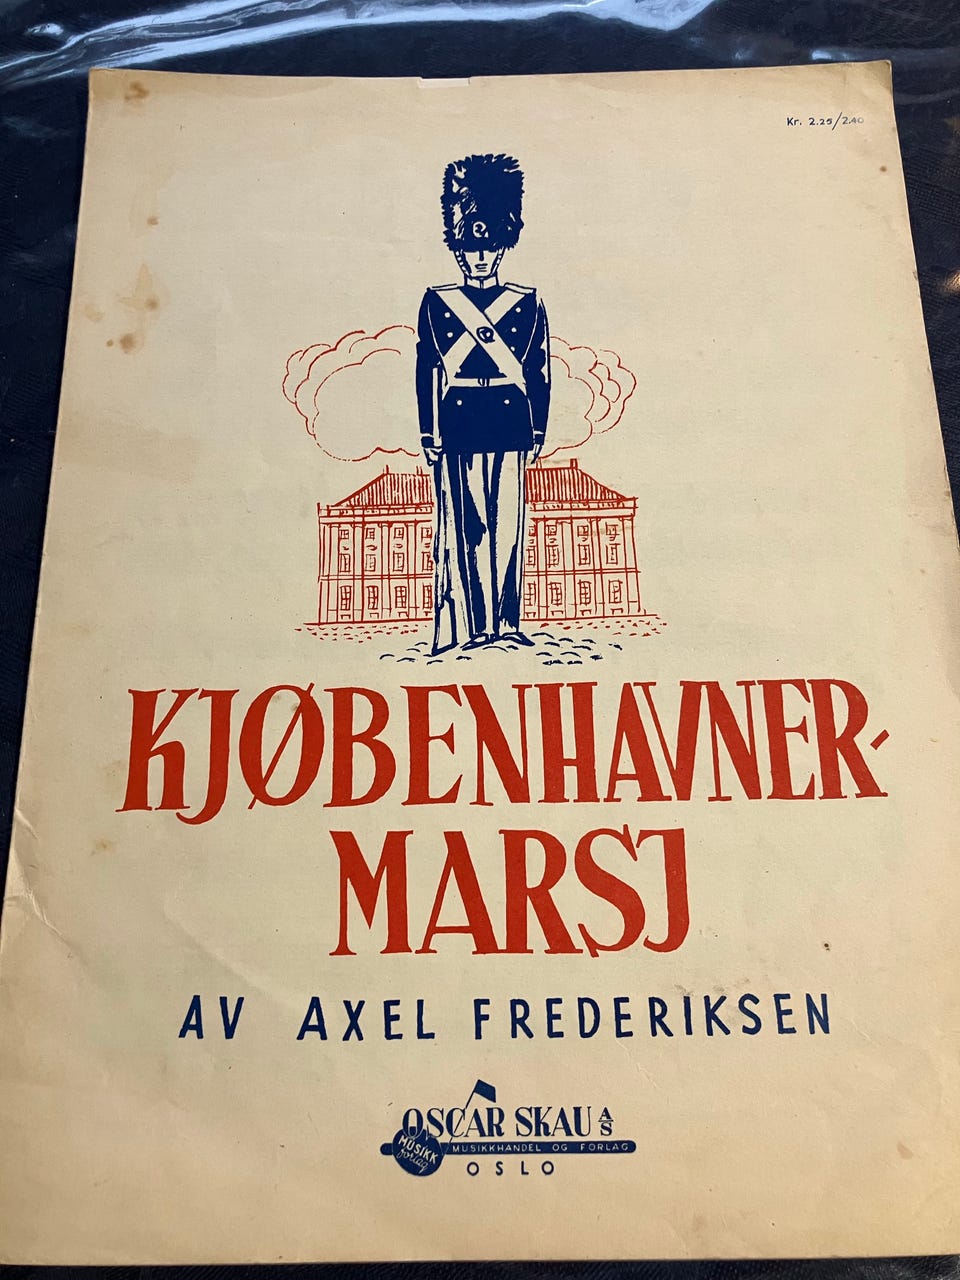 Kr. 2.25/2.40
KJØBENHAVNER-
MARSJ
AV AXEL FREDERIKSEN
OSCAR SKAU A/S
MUSIKK forlag
MUSIKKHANDEL OG FORLAG
OSLO